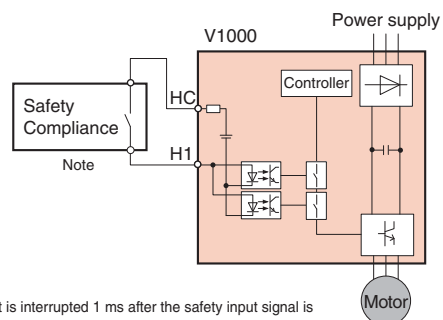 Power supply
V1000
Controller
HC
Safety
Compliance
H1
Note
Motor
t is interrupted 1 ms after the safety input signal is